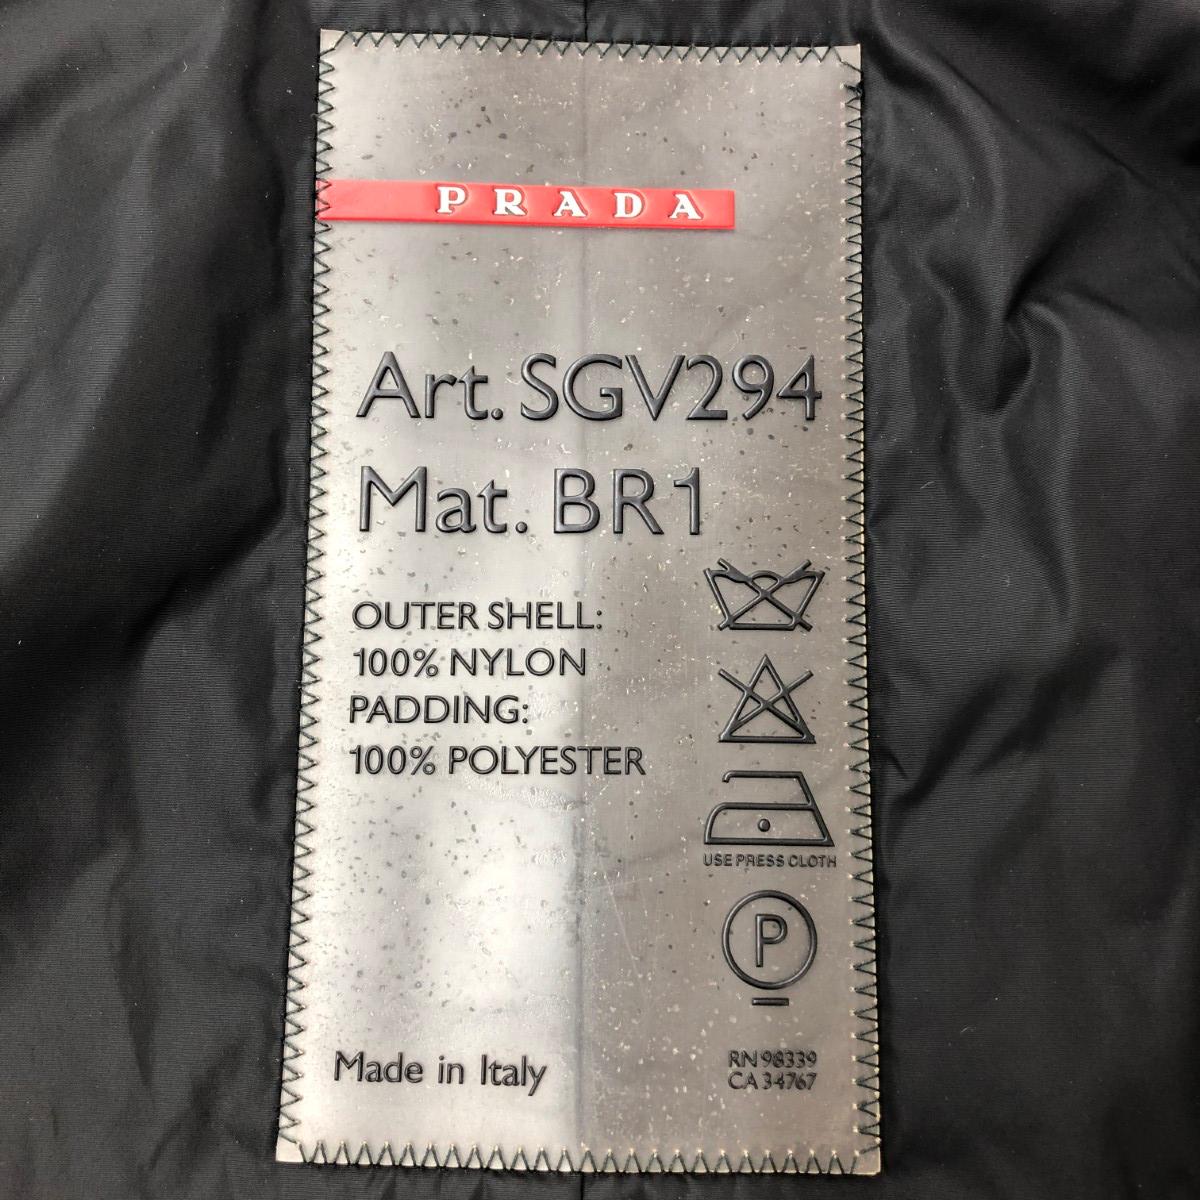 PRADA
Art. SGV294
Mat. BR1
OUTER SHELL:
100% NYLON
PADDING:
100% POLYESTER
USE PRESS CLOTH
P
Made in Italy
RN 98339
CA 34767